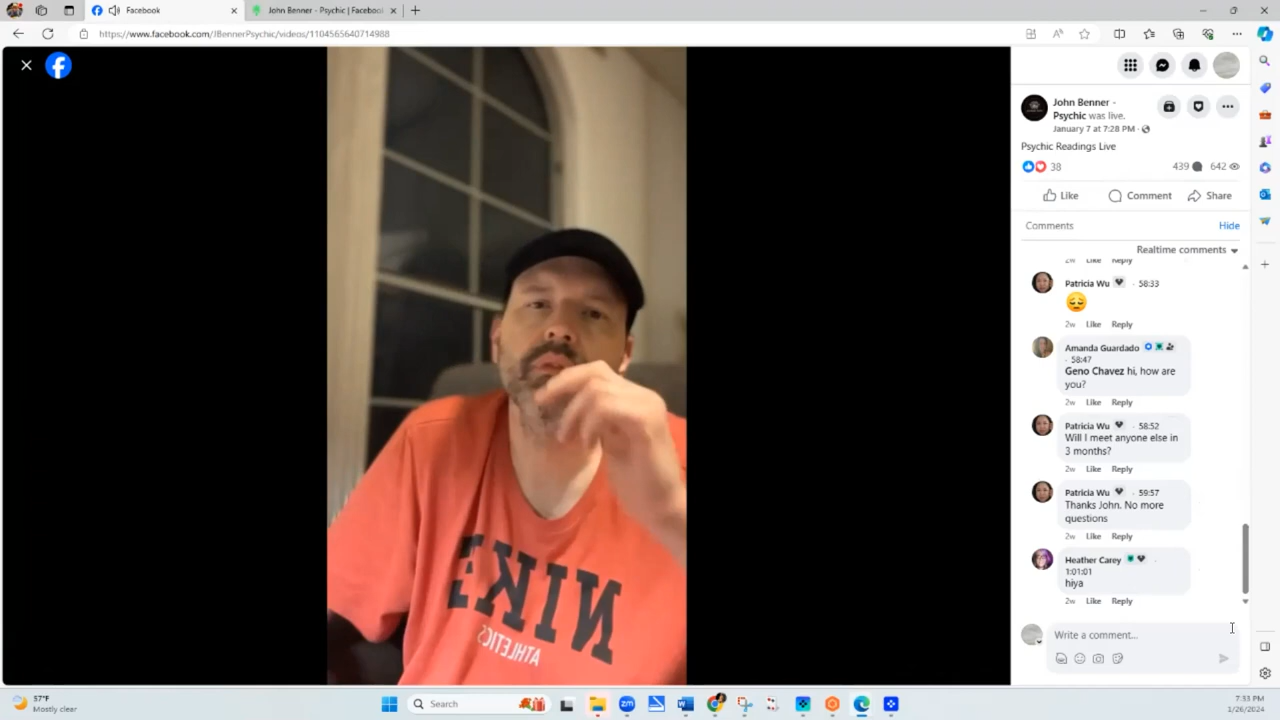 Facebook
John Benner - Psychic | Facebook
https://www.facebook.com/JBennerPsychic/videos/1104565640714988
NIKE
ATHLETICS
John Benner -
Psychic was live.
January 7 at 7:28 PM ·
Psychic Readings Live
38
439
642
Like
Comment
Share
Comments
Hide
Realtime comments
2w Like Reply
Patricia Wu · 58:33
2w Like Reply
Amanda Guardado
· 58:47
Geno Chavez hi, how are
you?
2w Like Reply
Patricia Wu · 58:52
Will I meet anyone else in
3 months?
2w Like Reply
Patricia Wu · 59:57
Thanks John. No more
questions
2w Like Reply
Heather Carey ·
1:01:01
hiya
2w Like Reply
Write a comment...
57°F
Mostly clear
Search
7:33 PM
1/26/2024